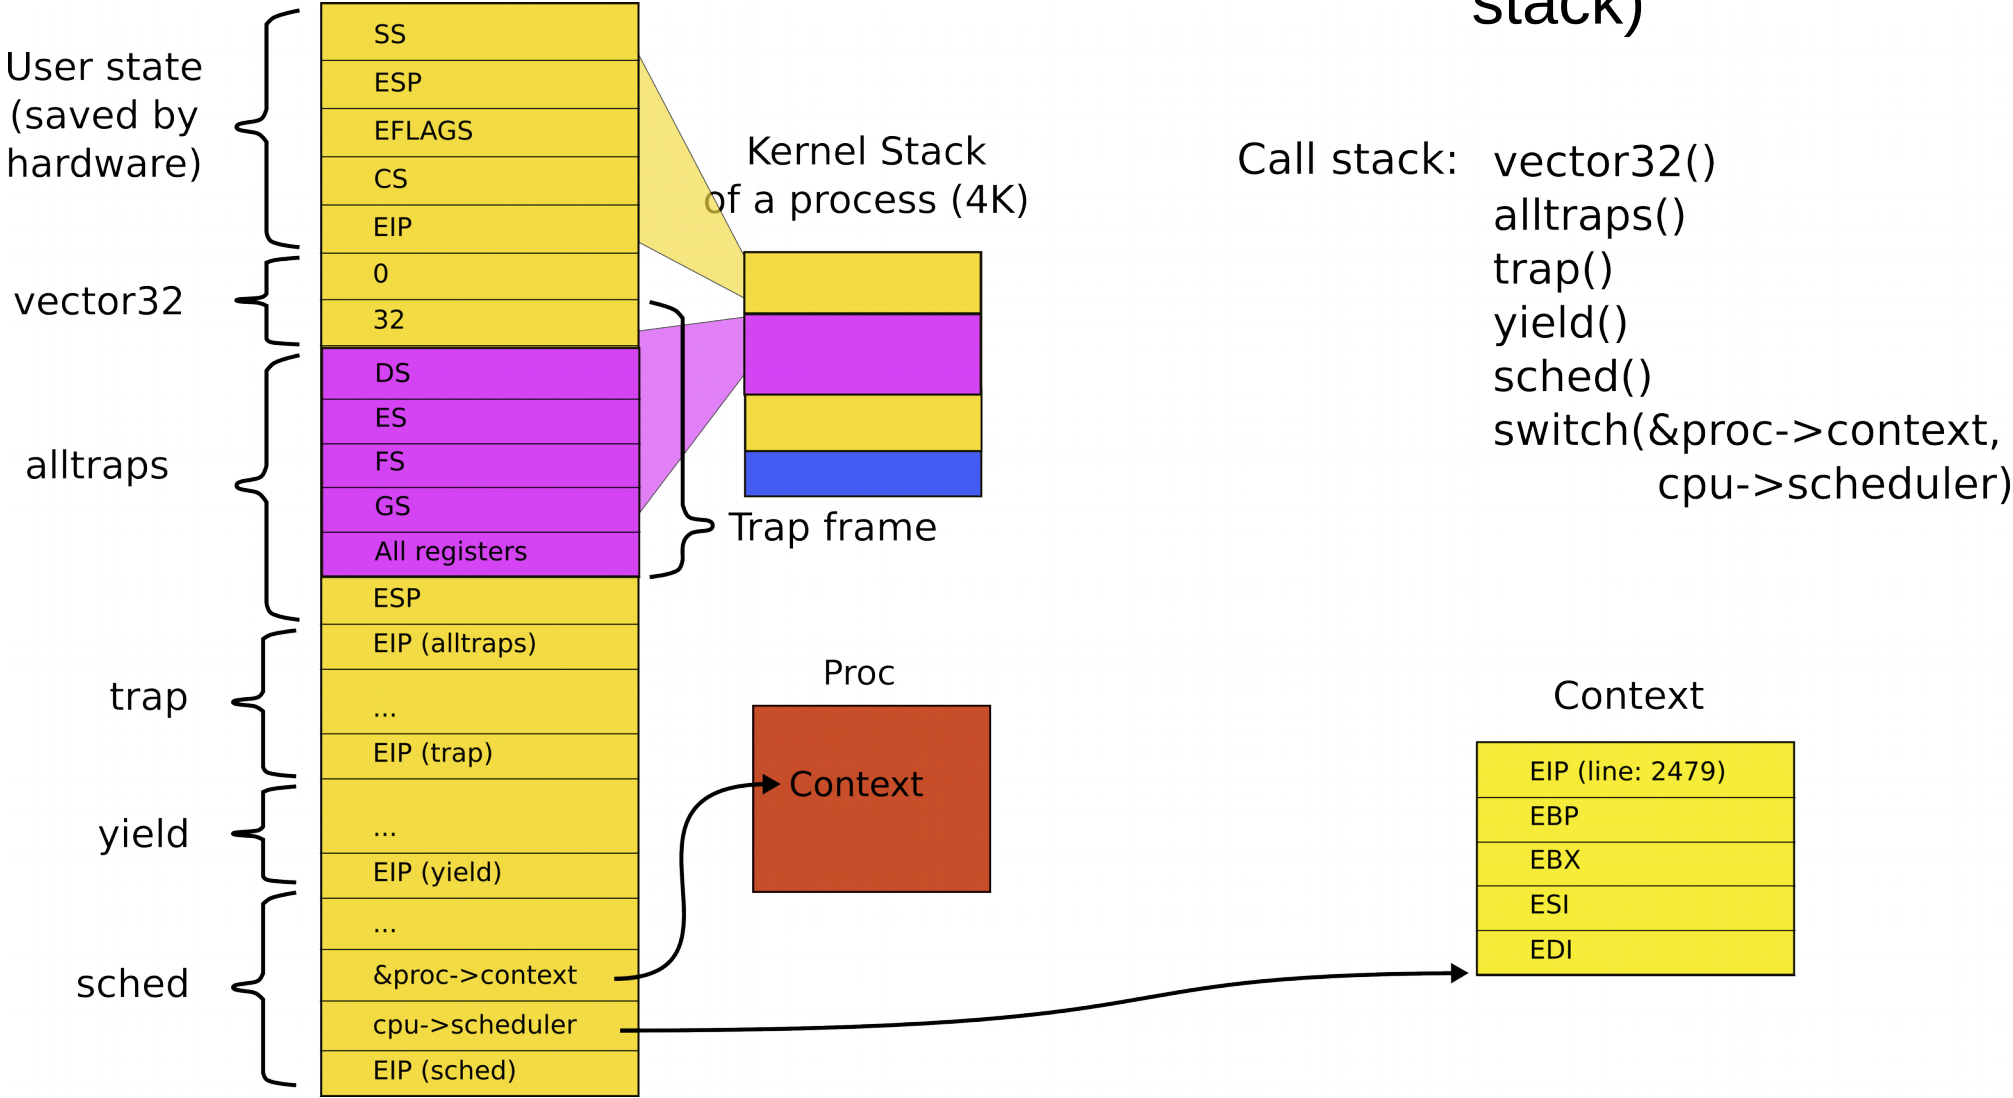 stack)
User state
(saved by
hardware)
vector32
alltraps
trap
yield
sched
SS
ESP
EFLAGS
CS
EIP
0
32
DS
ES
FS
GS
All registers
ESP
EIP (alltraps)
...
EIP (trap)
...
EIP (yield)
...
&proc->context
cpu->scheduler
EIP (sched)
Kernel Stack
of a process (4K)
Trap frame
Proc
Context
Call stack:
vector32()
alltraps()
trap()
yield()
sched()
switch(&proc->context,
cpu->scheduler)
Context
EIP (line: 2479)
EBP
EBX
ESI
EDI